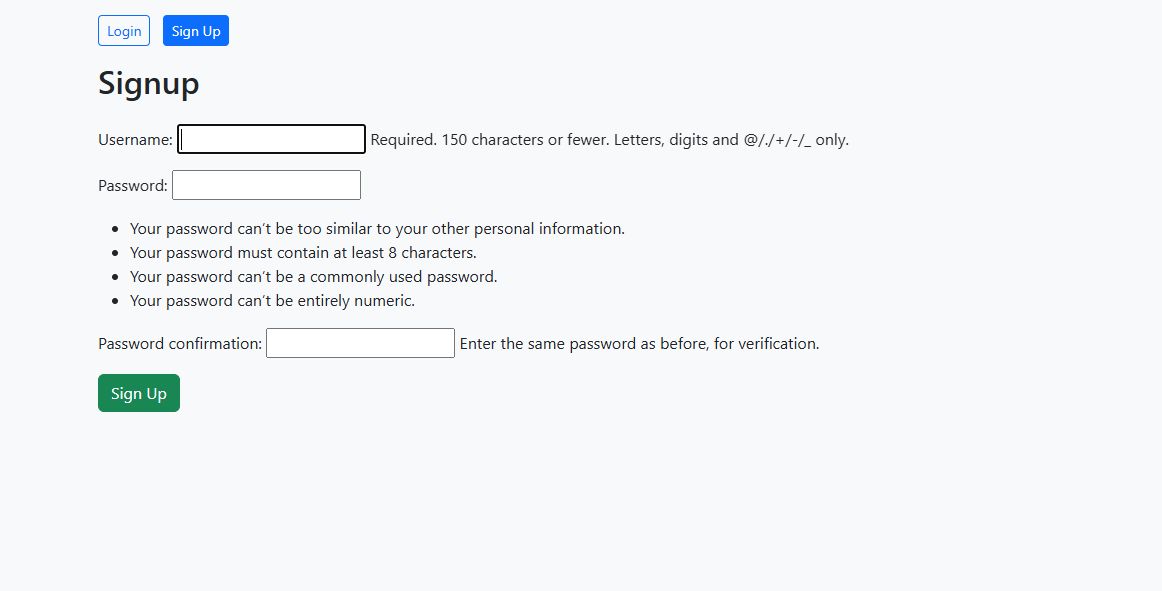 Login Sign Up
Signup
Username: Required. 150 characters or fewer. Letters, digits and @/./+/-/_ only.
Password:
• Your password can’t be too similar to your other personal information.
• Your password must contain at least 8 characters.
• Your password can’t be a commonly used password.
• Your password can’t be entirely numeric.
Password confirmation: Enter the same password as before, for verification.
Sign Up